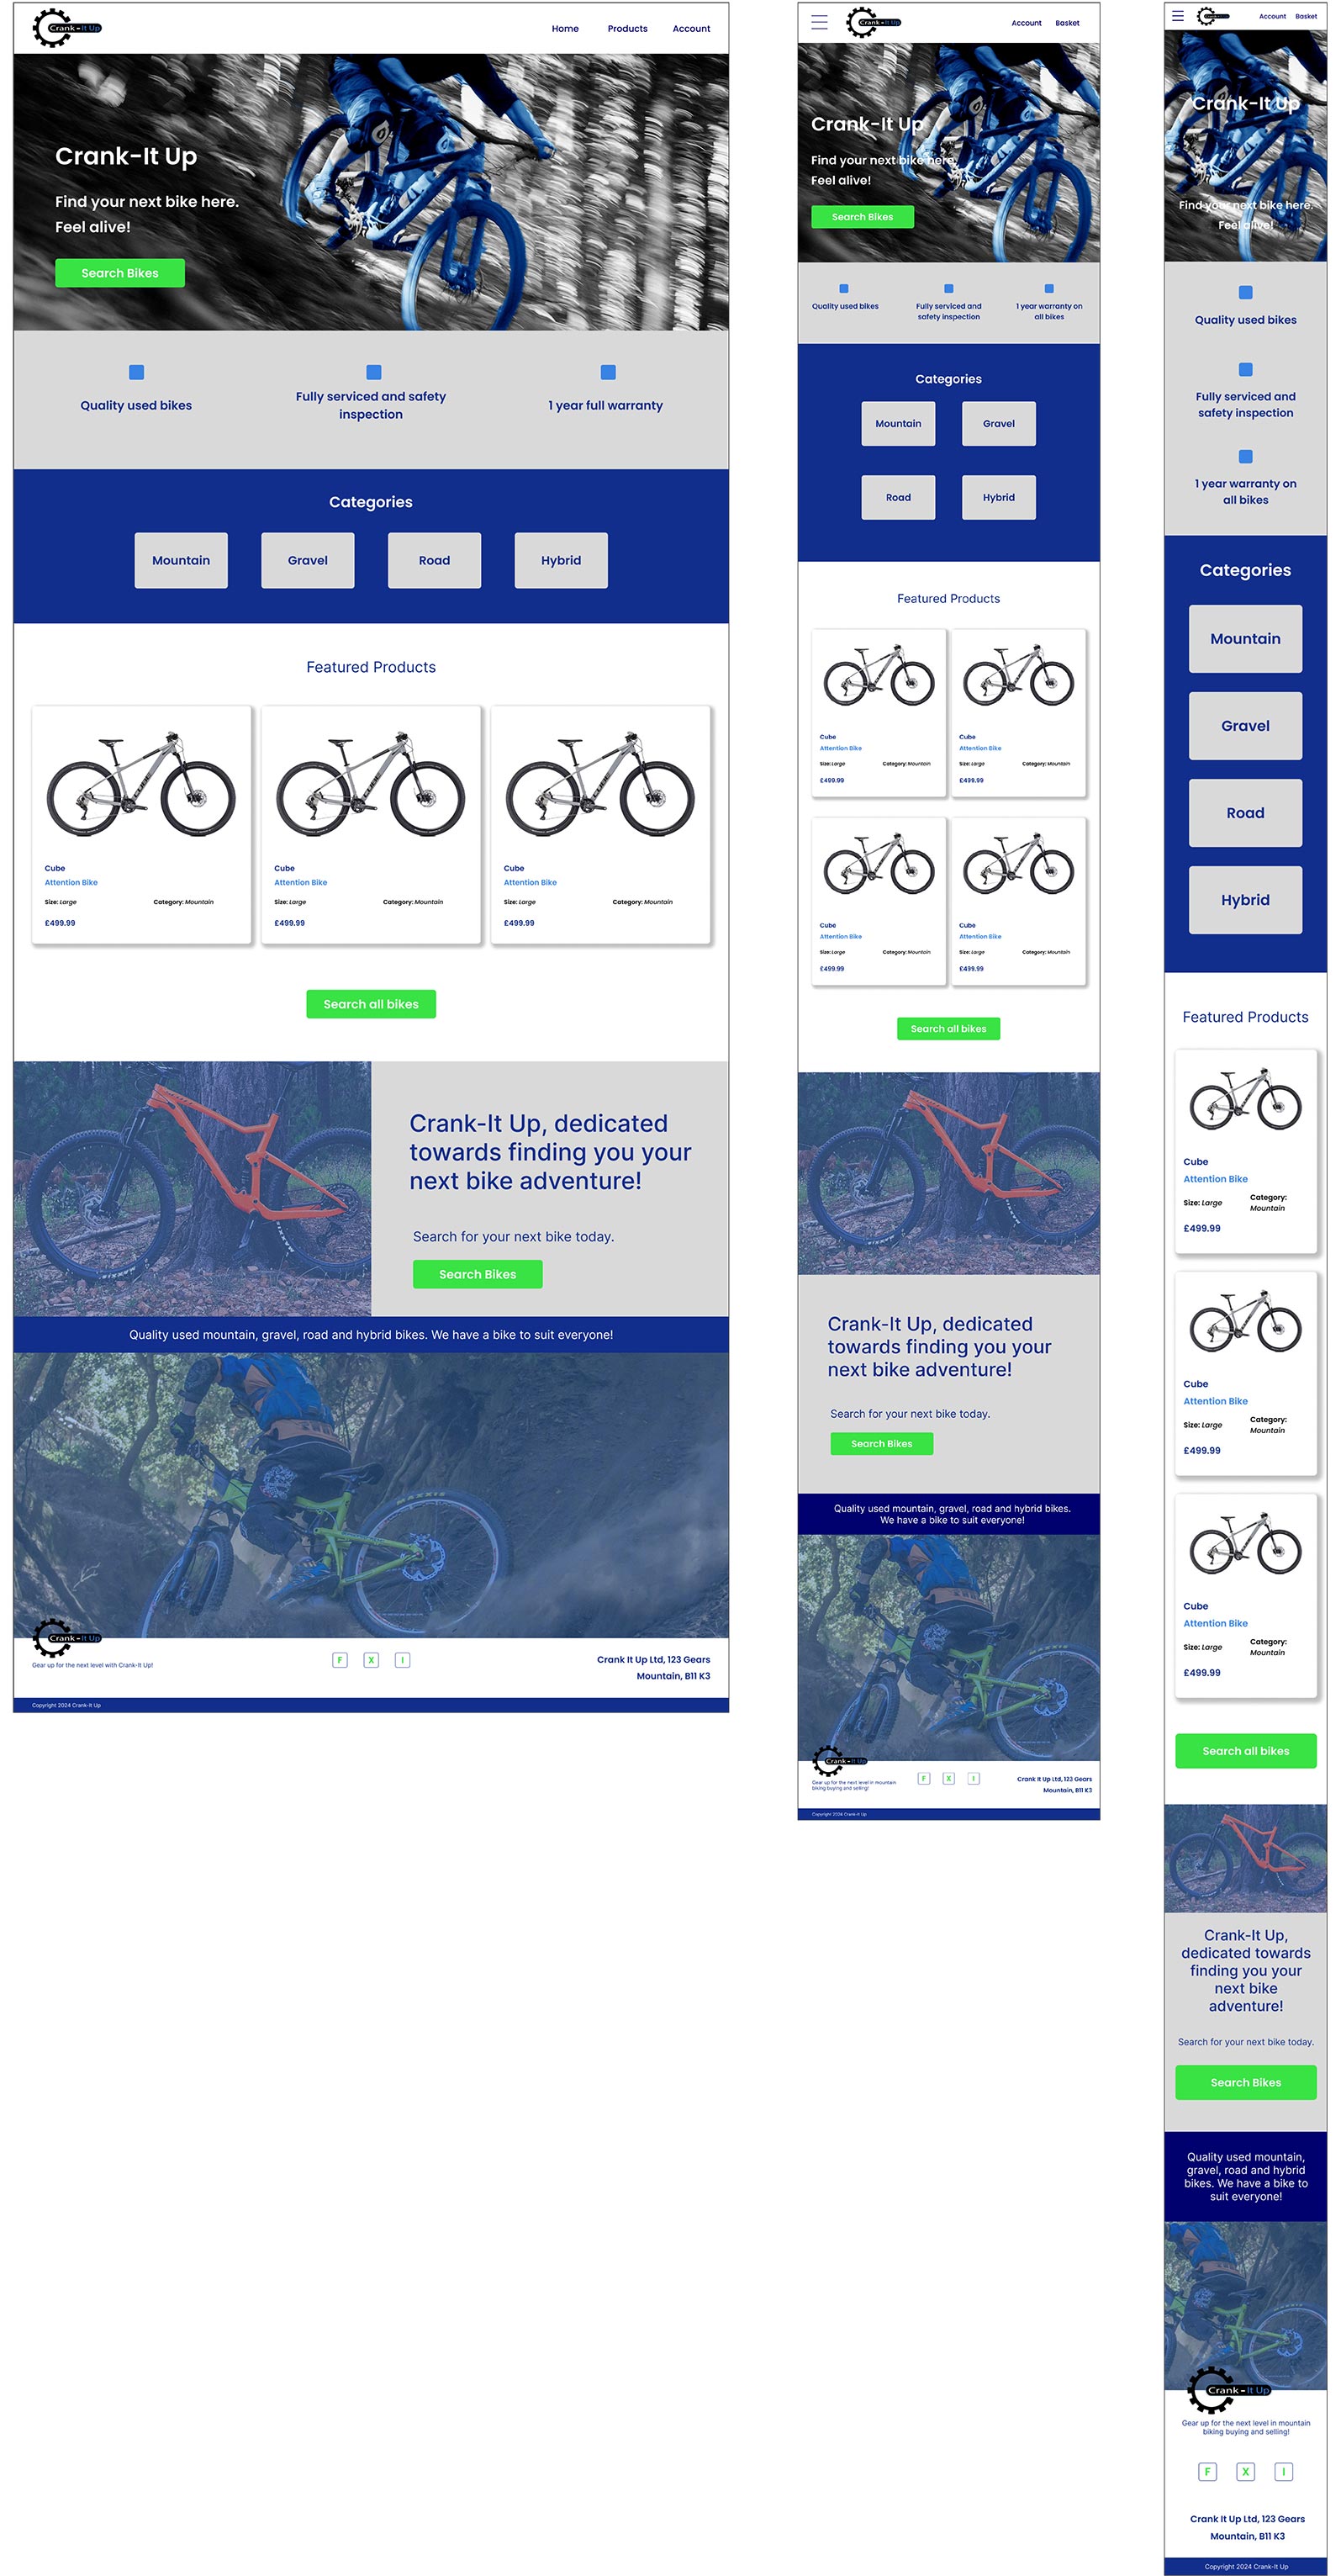 Crank-It Up
Home Products Account
Crank-It Up
Find your next bike here.
Feel alive!
Search Bikes
Quality used bikes
Fully serviced and safety
inspection
1 year full warranty
Categories
Mountain Gravel Road Hybrid
Featured Products
Cube
Attention Bike
Size: Large Category: Mountain
£499.99
Cube
Attention Bike
Size: Large Category: Mountain
£499.99
Cube
Attention Bike
Size: Large Category: Mountain
£499.99
Search all bikes
Crank-It Up, dedicated
towards finding you your
next bike adventure!
Search for your next bike today.
Search Bikes
Quality used mountain, gravel, road and hybrid bikes. We have a bike to suit everyone!
MAXXIS
Crank-It Up
Gear up for the next level with Crank-It Up!
F X I
Crank It Up Ltd, 123 Gears
Mountain, B11 K3
Copyright 2024 Crank-It Up
Crank-It Up
Account Basket
Crank-It Up
Find your next bike here.
Feel alive!
Search Bikes
Quality used bikes
Fully serviced and
safety inspection
1 year warranty on
all bikes
Categories
Mountain Gravel
Road Hybrid
Featured Products
Cube
Attention Bike
Size: Large Category: Mountain
£499.99
Cube
Attention Bike
Size: Large Category: Mountain
£499.99
Cube
Attention Bike
Size: Large Category: Mountain
£499.99
Cube
Attention Bike
Size: Large Category: Mountain
£499.99
Search all bikes
Crank-It Up, dedicated
towards finding you your
next bike adventure!
Search for your next bike today.
Search Bikes
Quality used mountain, gravel, road and hybrid bikes.
We have a bike to suit everyone!
Crank-It Up
Gear up for the next level in mountain
biking buying and selling!
F X I
Crank It Up Ltd, 123 Gears
Mountain, B11 K3
Copyright 2024 Crank-It Up
Crank-It Up
Account Basket
Crank-It Up
Find your next bike here.
Feel alive!
Quality used bikes
Fully serviced and
safety inspection
1 year warranty on
all bikes
Categories
Mountain
Gravel
Road
Hybrid
Featured Products
Cube
Attention Bike
Size: Large Category:
Mountain
£499.99
Cube
Attention Bike
Size: Large Category:
Mountain
£499.99
Cube
Attention Bike
Size: Large Category:
Mountain
£499.99
Search all bikes
Crank-It Up,
dedicated towards
finding you your
next bike
adventure!
Search for your next bike today.
Search Bikes
Quality used mountain,
gravel, road and hybrid
bikes. We have a bike to
suit everyone!
Crank-It Up
Gear up for the next level in mountain
biking buying and selling!
F X I
Crank It Up Ltd, 123 Gears
Mountain, B11 K3
Copyright 2024 Crank-It Up